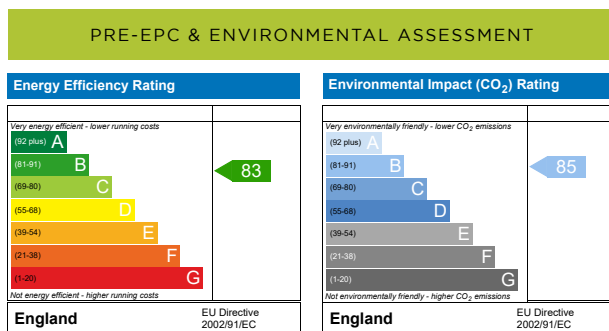 PRE-EPC & ENVIRONMENTAL ASSESSMENT
Energy Efficiency Rating
Very energy efficient - lower running costs
(92 plus) A
(81-91) B
83
(69-80) C
(55-68) D
(39-54) E
(21-38) F
(1-20) G
Not energy efficient - higher running costs
England
EU Directive
2002/91/EC
Environmental Impact (CO₂) Rating
Very environmentally friendly - lower CO₂ emissions
(92 plus) A
(81-91) B
85
(69-80) C
(55-68) D
(39-54) E
(21-38) F
(1-20) G
Not environmentally friendly - higher CO₂ emissions
England
EU Directive
2002/91/EC